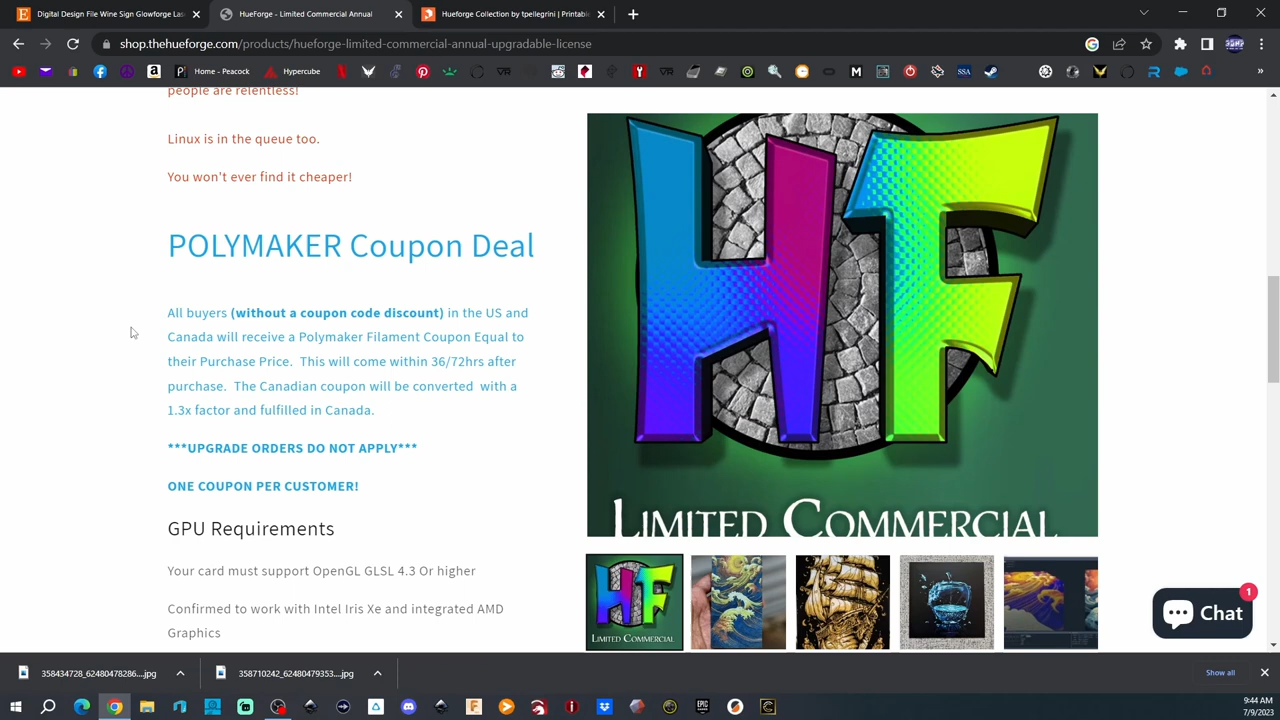 Digital Design File Wine Sign Glowforge Las
HueForge - Limited Commercial Annual
Hueforge Collection by tpellegrini | Printabl
shop.thehueforge.com/products/hueforge-limited-commercial-annual-upgradable-license
Home - Peacock
Hypercube
VR
VR
M
SSA
»
people are relentless!
Linux is in the queue too.
You won't ever find it cheaper!
POLYMAKER Coupon Deal
All buyers (without a coupon code discount) in the US and
Canada will receive a Polymaker Filament Coupon Equal to
their Purchase Price. This will come within 36/72hrs after
purchase. The Canadian coupon will be converted with a
1.3x factor and fulfilled in Canada.
***UPGRADE ORDERS DO NOT APPLY***
ONE COUPON PER CUSTOMER!
GPU Requirements
Your card must support OpenGL GLSL 4.3 Or higher
Confirmed to work with Intel Iris Xe and integrated AMD
Graphics
HF
LIMITED COMMERCIAL
HF
LIMITED COMMERCIAL
Chat
1
358434728_62480478286....jpg
358710242_62480479353....jpg
Show all
9:44 AM
7/9/2023